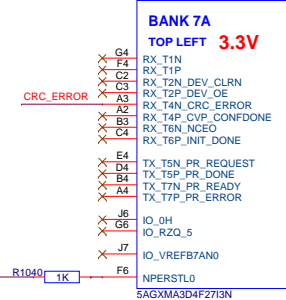 BANK 7A
TOP LEFT 3.3V
G4 RX_T1N
F4 RX_T1P
C2 RX_T2N_DEV_CLRN
C3 RX_T2P_DEV_OE
CRC_ERROR A3 RX_T4N_CRC_ERROR
A2 RX_T4P_CVP_CONFDONE
B3 RX_T6N_NCEO
C4 RX_T6P_INIT_DONE
E4 TX_T5N_PR_REQUEST
D4 TX_T5P_PR_DONE
B4 TX_T7N_PR_READY
A4 TX_T7P_PR_ERROR
J6 IO_0H
G6 IO_RZQ_5
J7 IO_VREFB7AN0
R1040 1K F6 NPERSTL0
5AGXMA3D4F27I3N